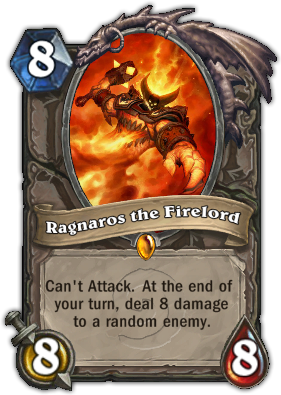 8
Ragnaros the Firelord
Can't Attack. At the end of
your turn, deal 8 damage
to a random enemy.
8
8